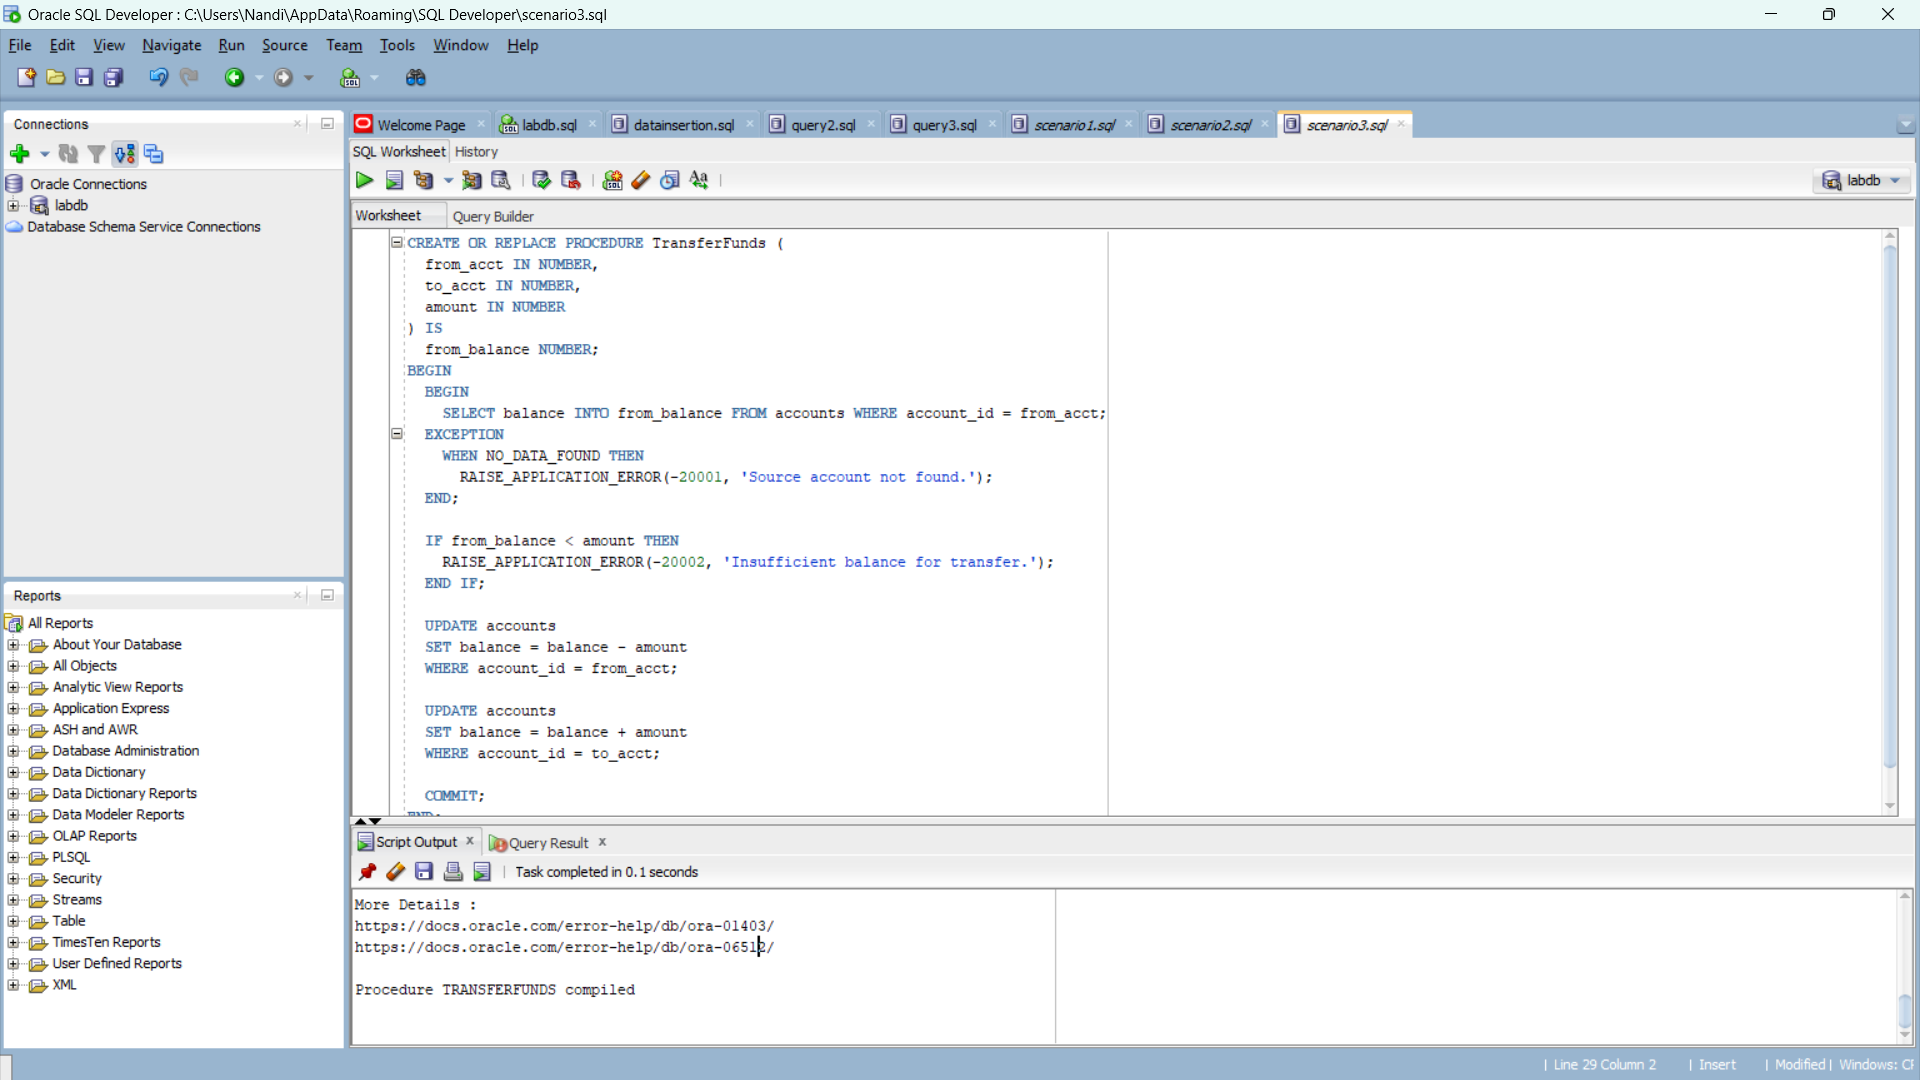 Oracle SQL Developer : C:\Users\Nandi\AppData\Roaming\SQL Developer\scenario3.sql
File Edit View Navigate Run Source Team Tools Window Help
Connections
Oracle Connections
labdb
Database Schema Service Connections
Reports
All Reports
About Your Database
All Objects
Analytic View Reports
Application Express
ASH and AWR
Database Administration
Data Dictionary
Data Dictionary Reports
Data Modeler Reports
OLAP Reports
PLSQL
Security
Streams
Table
TimesTen Reports
User Defined Reports
XML
Welcome Page labdb.sql datainsertion.sql query2.sql query3.sql scenario1.sql scenario2.sql scenario3.sql
SQL Worksheet History
labdb
Worksheet Query Builder
CREATE OR REPLACE PROCEDURE TransferFunds (
from_acct IN NUMBER,
to_acct IN NUMBER,
amount IN NUMBER
) IS
from_balance NUMBER;
BEGIN
BEGIN
SELECT balance INTO from_balance FROM accounts WHERE account_id = from_acct;
EXCEPTION
WHEN NO_DATA_FOUND THEN
RAISE_APPLICATION_ERROR(-20001, 'Source account not found.');
END;
IF from_balance < amount THEN
RAISE_APPLICATION_ERROR(-20002, 'Insufficient balance for transfer.');
END IF;
UPDATE accounts
SET balance = balance - amount
WHERE account_id = from_acct;
UPDATE accounts
SET balance = balance + amount
WHERE account_id = to_acct;
COMMIT;
Script Output Query Result
Task completed in 0.1 seconds
More Details :
https://docs.oracle.com/error-help/db/ora-01403/
https://docs.oracle.com/error-help/db/ora-06512/
Procedure TRANSFERFUNDS compiled
Line 29 Column 2 | Insert | Modified | Windows: